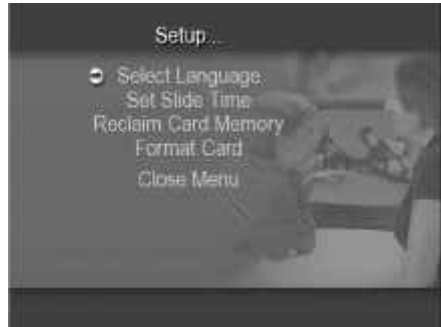 Setup...
Select Language
Set Slide Time
Reclaim Card Memory
Format Card
Close Menu